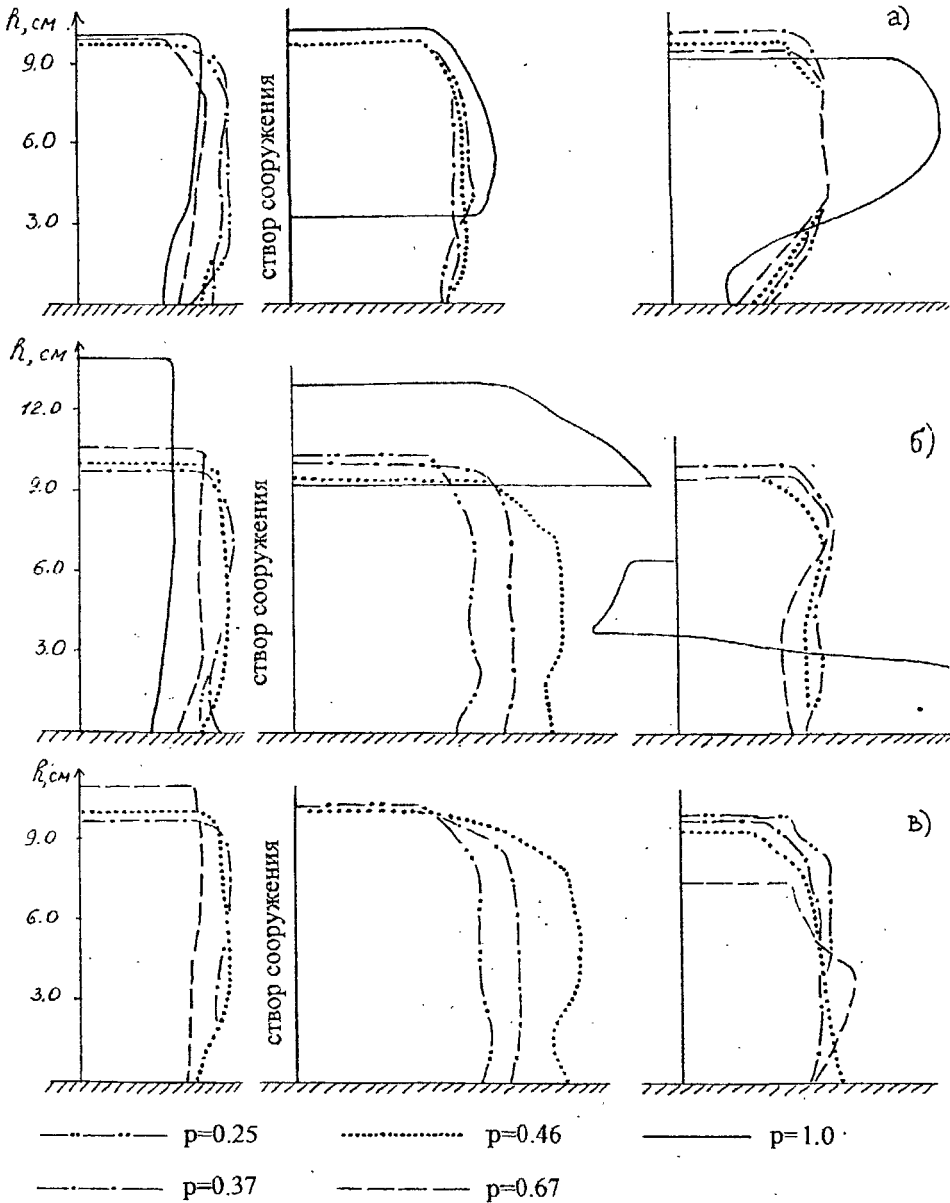 h, см
9.0
6.0
3.0
створ сооружения
а)
h, см
12.0
9.0
6.0
3.0
створ сооружения
б)
h, см
9.0
6.0
3.0
створ сооружения
в)
p=0.25
p=0.46
p=1.0
p=0.37
p=0.67